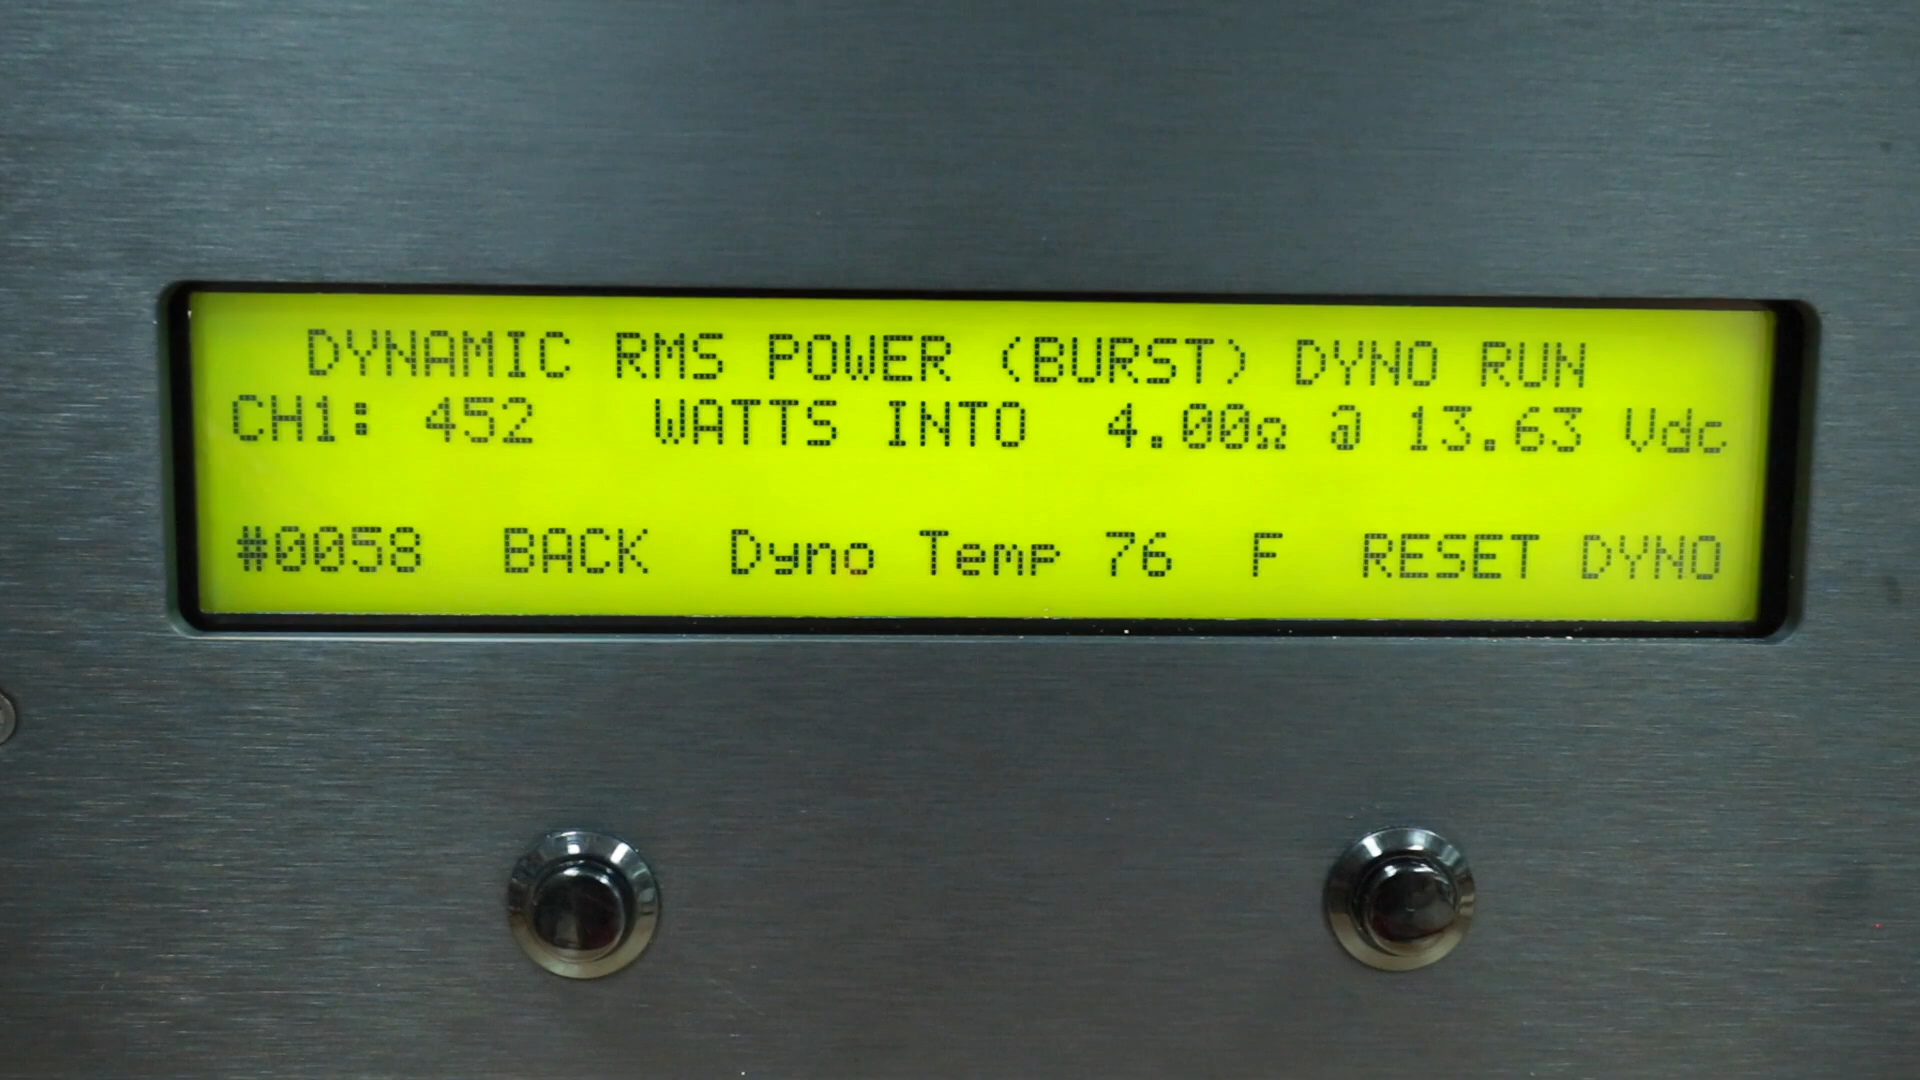 DYNAMIC RMS POWER (BURST) DYNO RUN
CH1: 452 WATTS INTO 4.00Ω @ 13.63 Vdc
#0058 BACK Dyno Temp 76 F RESET DYNO